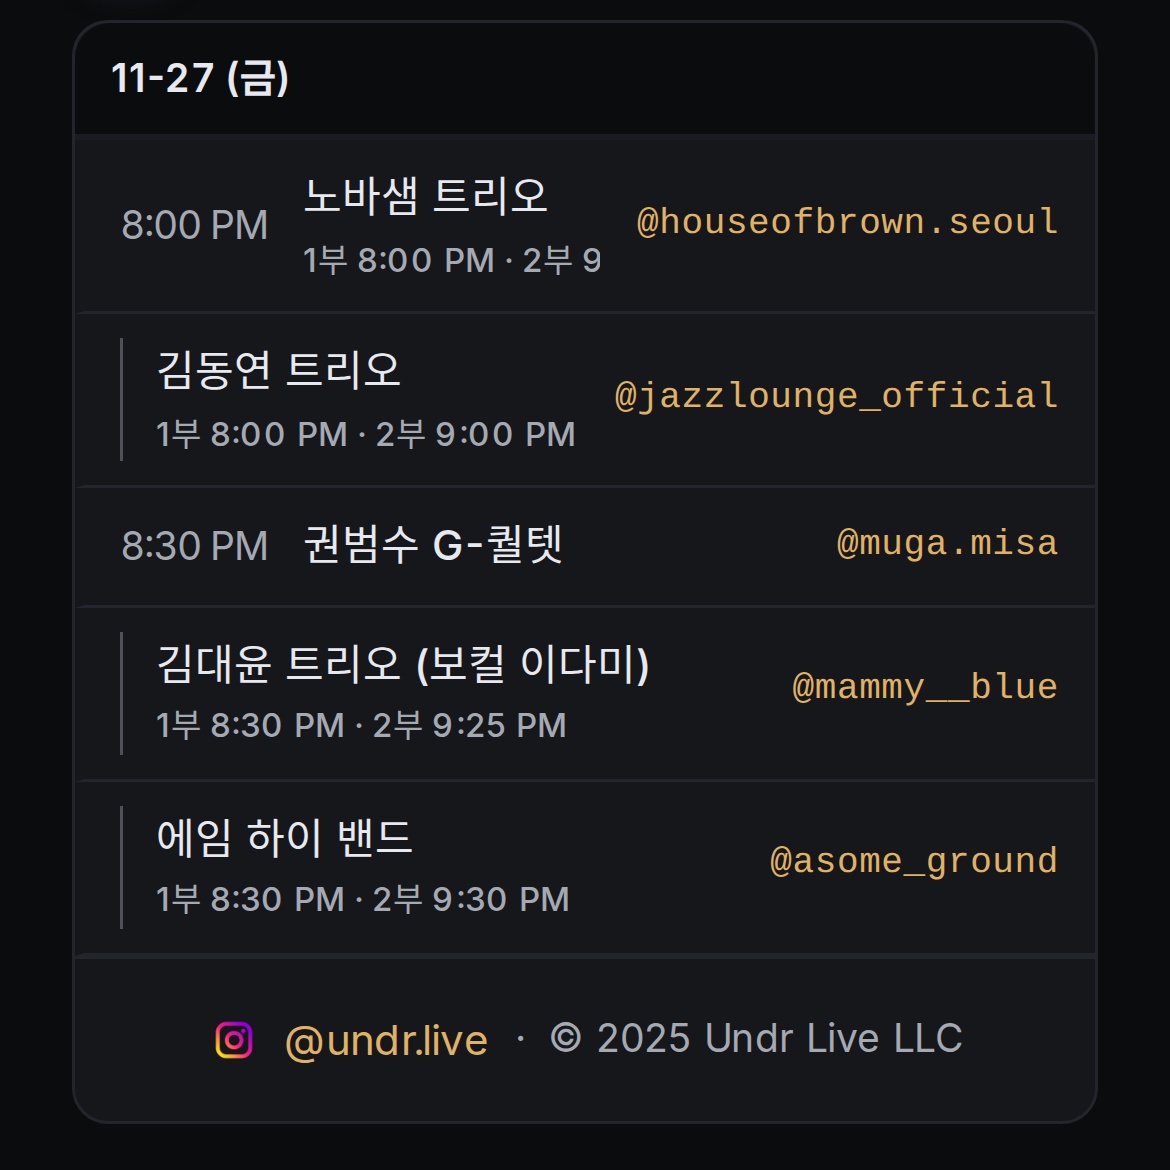 11-27 (금)
8:00 PM 노바샘 트리오 @houseofbrown.seoul
1부 8:00 PM · 2부 9
김동연 트리오 @jazzlounge_official
1부 8:00 PM · 2부 9:00 PM
8:30 PM 권범수 G-퀄텟 @muga.misa
김대윤 트리오 (보컬 이다미) @mammy__blue
1부 8:30 PM · 2부 9:25 PM
에임 하이 밴드 @asome_ground
1부 8:30 PM · 2부 9:30 PM
@undr.live · © 2025 Undr Live LLC